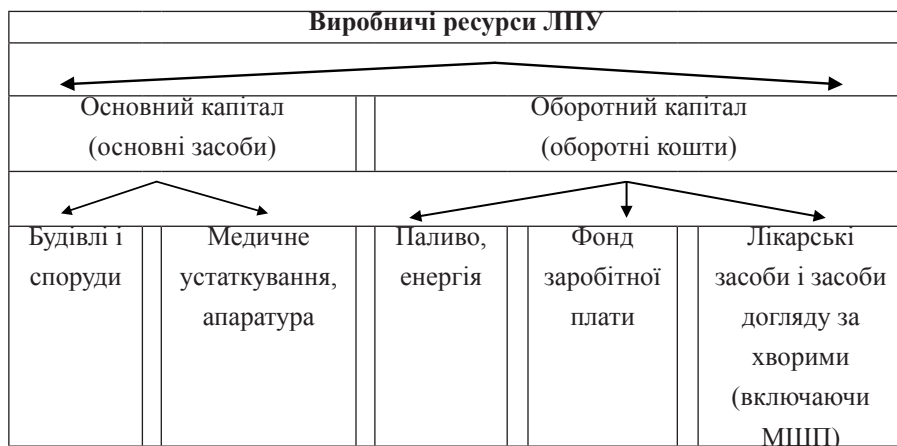 Виробничі ресурси ЛПУ
Основний капітал
(основні засоби)
Оборотний капітал
(оборотні кошти)
Будівлі і
споруди
Медичне
устаткування,
апаратура
Паливо,
енергія
Фонд
заробітної
плати
Лікарські
засоби і засоби
догляду за
хворими
(включаючи
МШП)